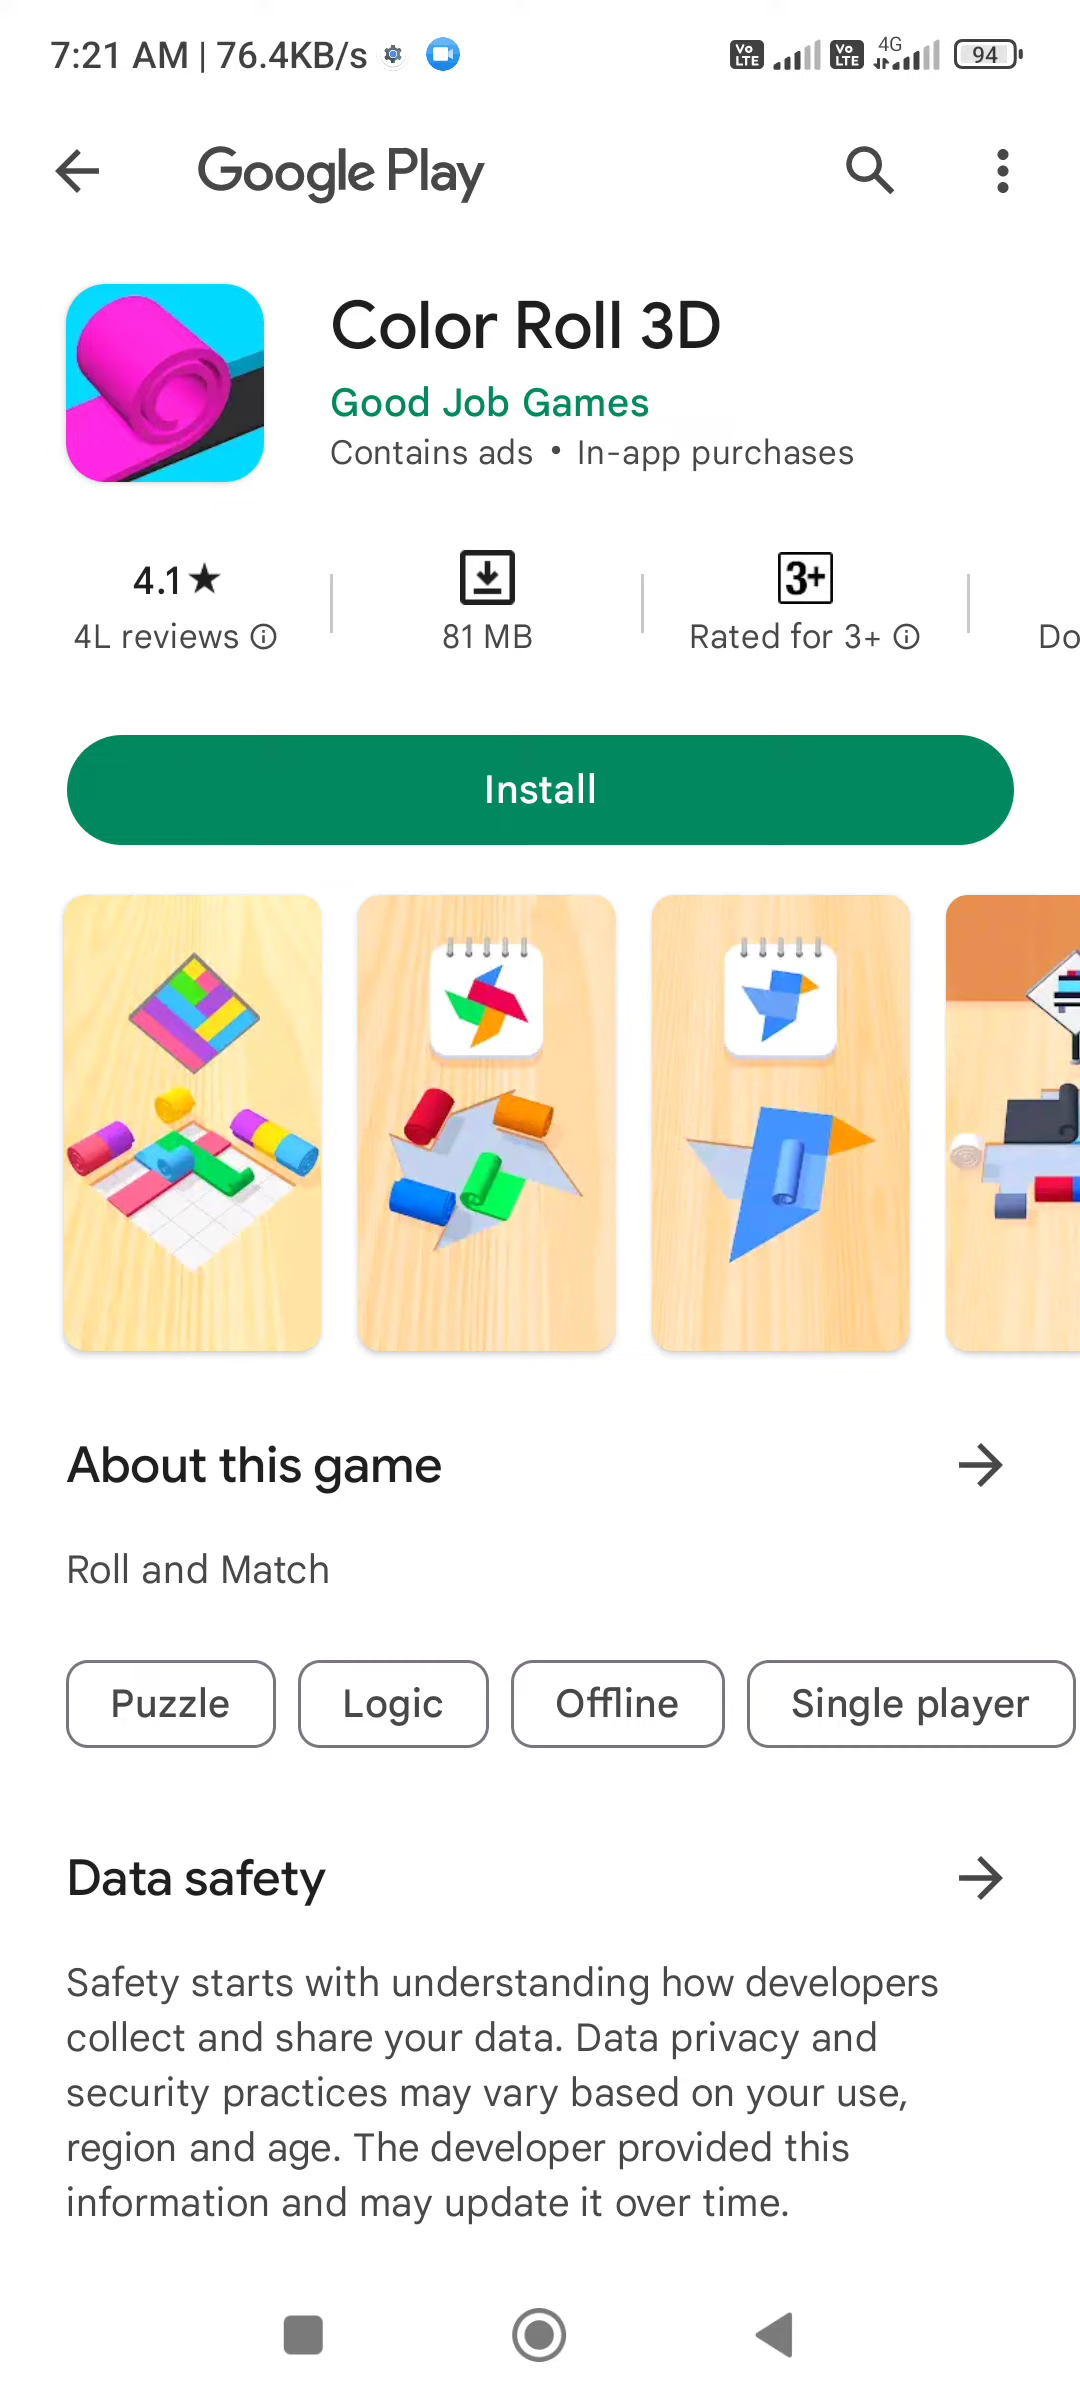 7:21 AM | 76.4KB/s
Vo LTE
Vo LTE
4G
94
Google Play
Color Roll 3D
Good Job Games
Contains ads • In-app purchases
4.1★
3+
4L reviews
81 MB
Rated for 3+
Do
Install
About this game
Roll and Match
Puzzle
Logic
Offline
Single player
Data safety
Safety starts with understanding how developers
collect and share your data. Data privacy and
security practices may vary based on your use,
region and age. The developer provided this
information and may update it over time.